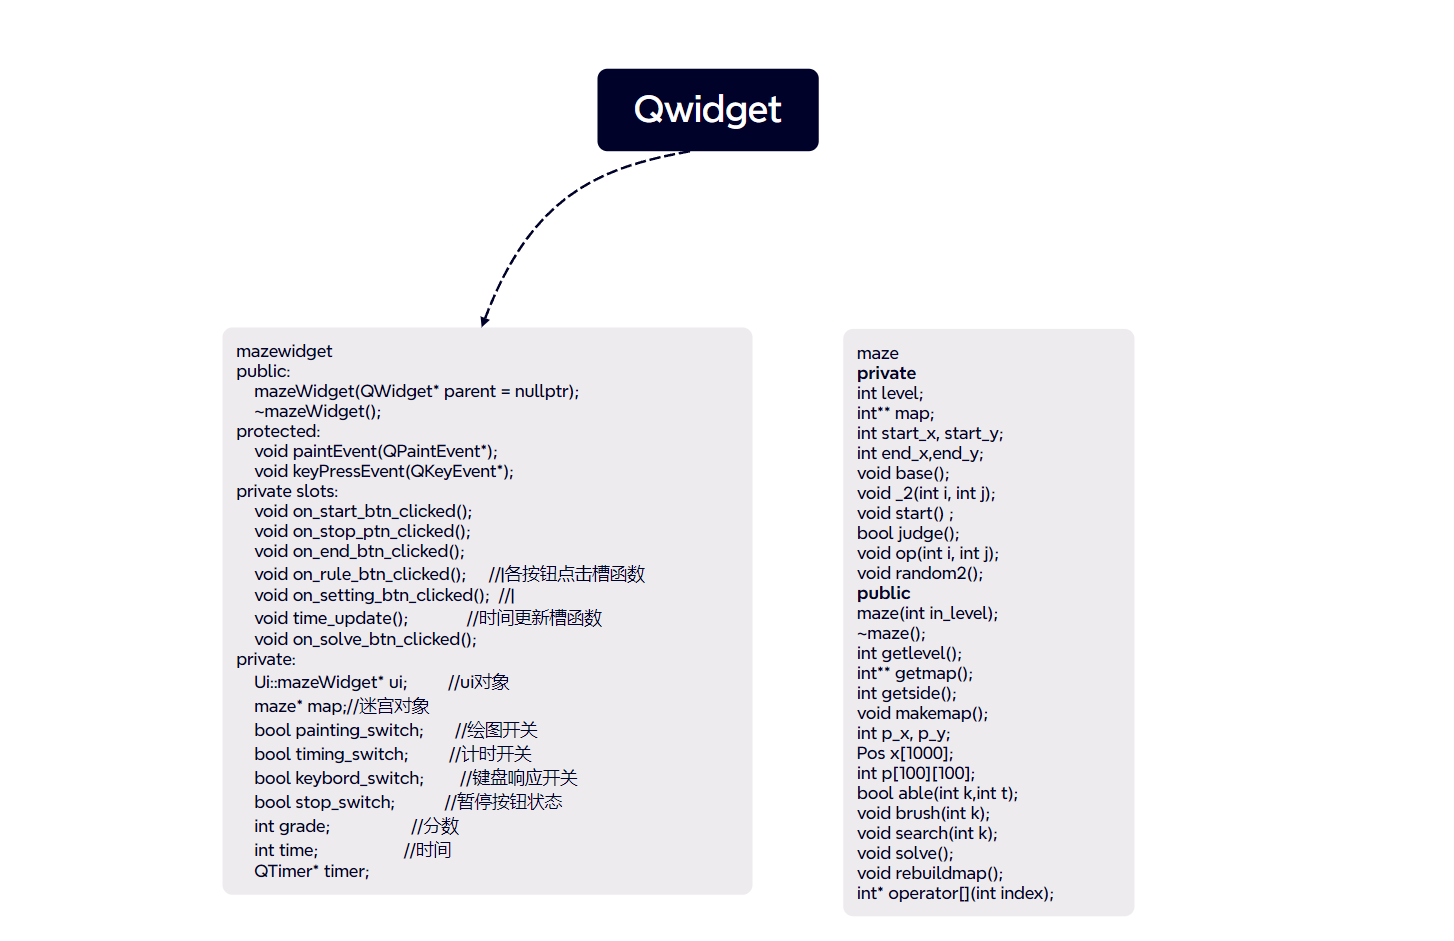 Qwidget
mazewidget
public:
mazeWidget(QWidget* parent = nullptr);
~mazeWidget();
protected:
void paintEvent(QPaintEvent*);
void keyPressEvent(QKeyEvent*);
private slots:
void on_start_btn_clicked();
void on_stop_ptn_clicked();
void on_end_btn_clicked();
void on_rule_btn_clicked(); //|各按钮点击槽函数
void on_setting_btn_clicked(); //|
void time_update(); //时间更新槽函数
void on_solve_btn_clicked();
private:
Ui::mazeWidget* ui; //ui对象
maze* map;//迷宫对象
bool painting_switch; //绘图开关
bool timing_switch; //计时开关
bool keybord_switch; //键盘响应开关
bool stop_switch; //暂停按钮状态
int grade; //分数
int time; //时间
QTimer* timer;
maze
private
int level;
int** map;
int start_x, start_y;
int end_x,end_y;
void base();
void _2(int i, int j);
void start() ;
bool judge();
void op(int i, int j);
void random2();
public
maze(int in_level);
~maze();
int getlevel();
int** getmap();
int getside();
void makemap();
int p_x, p_y;
Pos x[1000];
int p[100][100];
bool able(int k,int t);
void brush(int k);
void search(int k);
void solve();
void rebuildmap();
int* operator[](int index);